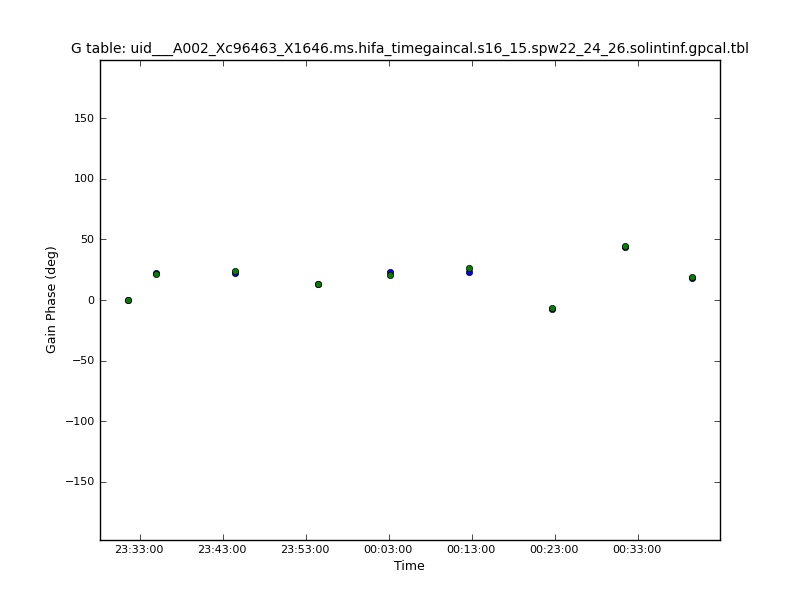 G table: uid___A002_Xc96463_X1646.ms.hifa_timegaincal.s16_15.spw22_24_26.solintinf.gpcal.tbl
150
100
50
0
−50
−100
−150
Gain Phase (deg)
23:33:00 23:43:00 23:53:00 00:03:00 00:13:00 00:23:00 00:33:00
Time